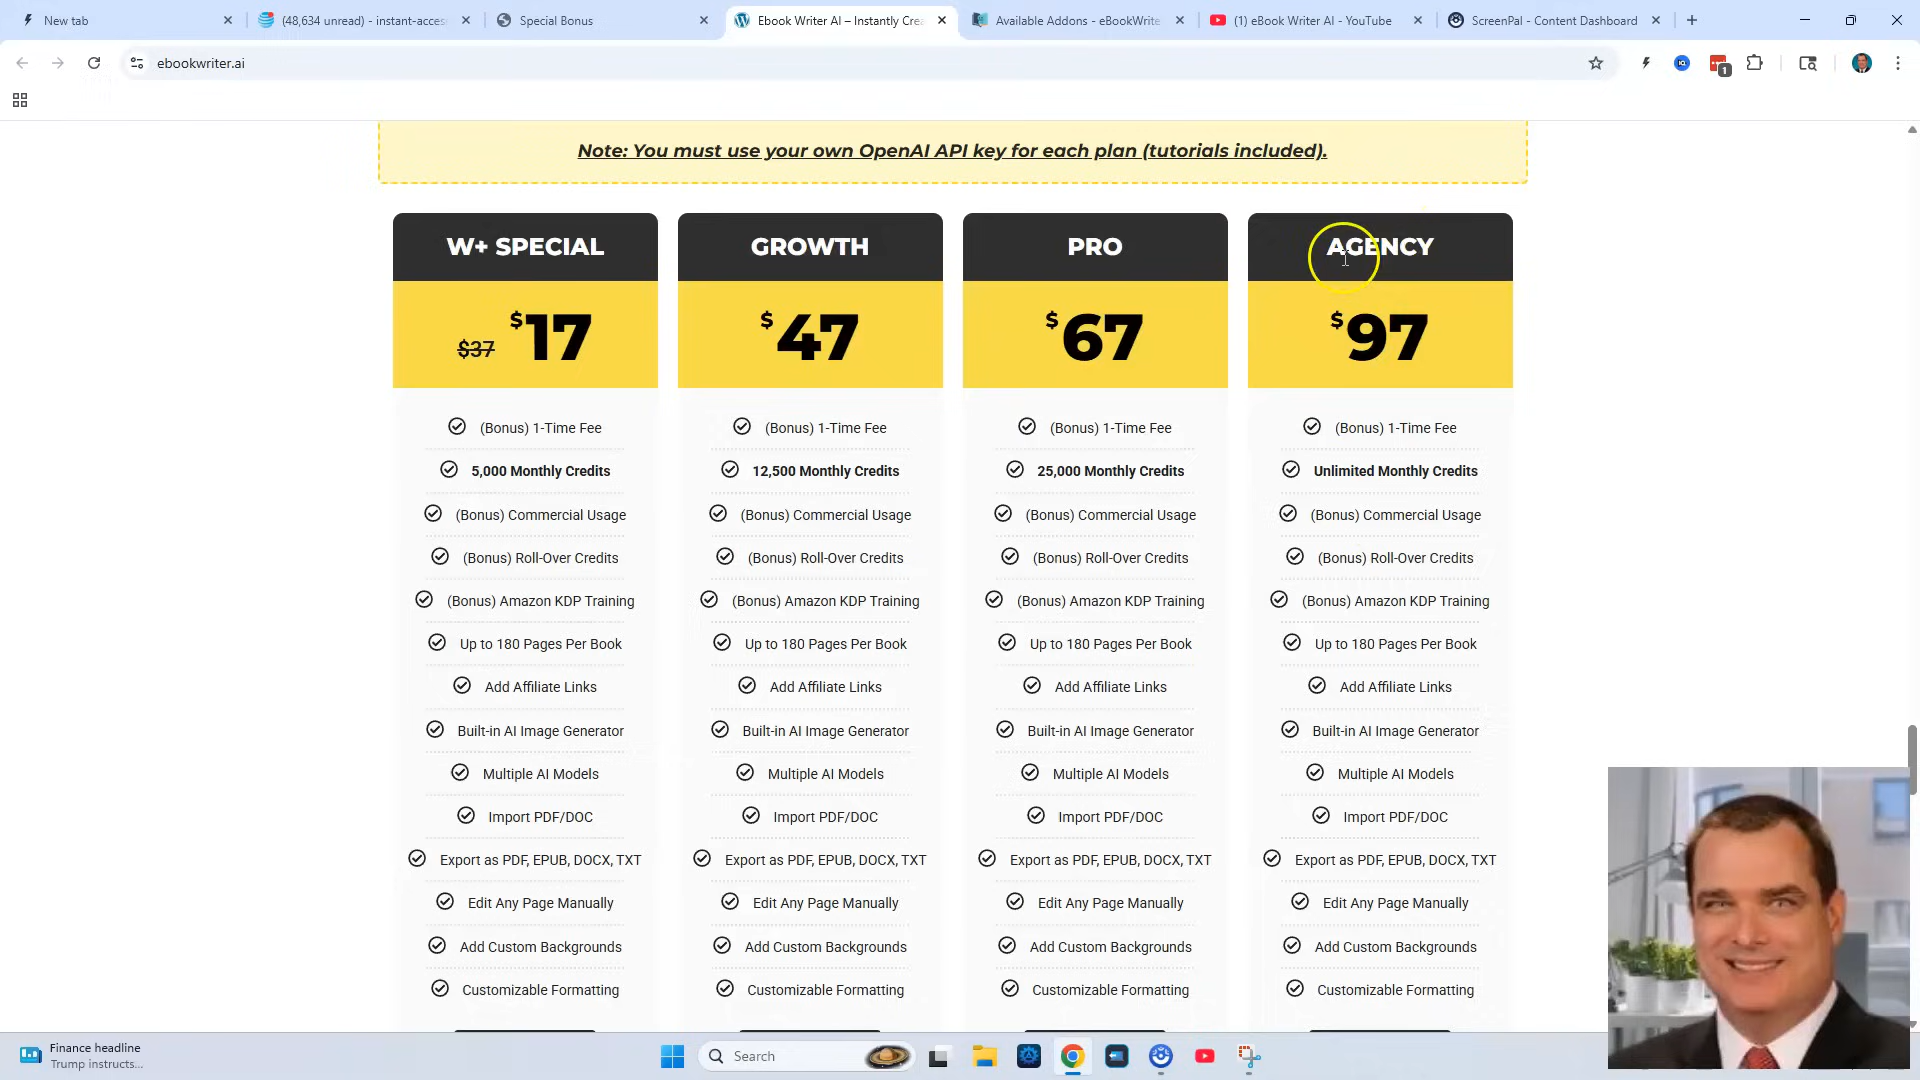 New tab
(48,634 unread) - instant-acces
Special Bonus
Ebook Writer AI – Instantly Crea
Available Addons - eBookWrite
(1) eBook Writer AI - YouTube
ScreenPal - Content Dashboard
ebookwriter.ai
1
Note: You must use your own OpenAI API key for each plan (tutorials included).
W+ SPECIAL
$37 $17
(Bonus) 1-Time Fee
5,000 Monthly Credits
(Bonus) Commercial Usage
(Bonus) Roll-Over Credits
(Bonus) Amazon KDP Training
Up to 180 Pages Per Book
Add Affiliate Links
Built-in AI Image Generator
Multiple AI Models
Import PDF/DOC
Export as PDF, EPUB, DOCX, TXT
Edit Any Page Manually
Add Custom Backgrounds
Customizable Formatting
GROWTH
$47
(Bonus) 1-Time Fee
12,500 Monthly Credits
(Bonus) Commercial Usage
(Bonus) Roll-Over Credits
(Bonus) Amazon KDP Training
Up to 180 Pages Per Book
Add Affiliate Links
Built-in AI Image Generator
Multiple AI Models
Import PDF/DOC
Export as PDF, EPUB, DOCX, TXT
Edit Any Page Manually
Add Custom Backgrounds
Customizable Formatting
PRO
$67
(Bonus) 1-Time Fee
25,000 Monthly Credits
(Bonus) Commercial Usage
(Bonus) Roll-Over Credits
(Bonus) Amazon KDP Training
Up to 180 Pages Per Book
Add Affiliate Links
Built-in AI Image Generator
Multiple AI Models
Import PDF/DOC
Export as PDF, EPUB, DOCX, TXT
Edit Any Page Manually
Add Custom Backgrounds
Customizable Formatting
AGENCY
$97
(Bonus) 1-Time Fee
Unlimited Monthly Credits
(Bonus) Commercial Usage
(Bonus) Roll-Over Credits
(Bonus) Amazon KDP Training
Up to 180 Pages Per Book
Add Affiliate Links
Built-in AI Image Generator
Multiple AI Models
Import PDF/DOC
Export as PDF, EPUB, DOCX, TXT
Edit Any Page Manually
Add Custom Backgrounds
Customizable Formatting
Finance headline
Trump instructs...
Search